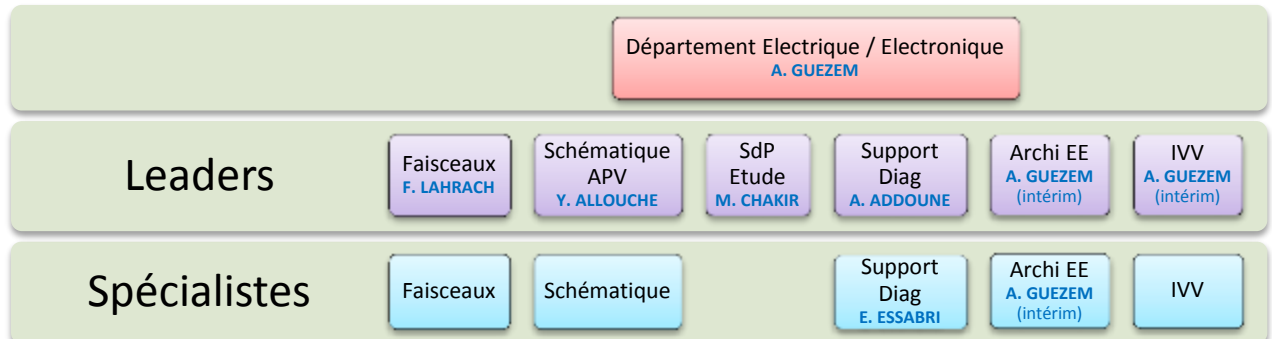 Département Electrique / Electronique
A. GUEZEM
Leaders
Faisceaux
F. LAHRACH
Schématique
APV
Y. ALLOUCHE
SdP
Etude
M. CHAKIR
Support
Diag
A. ADDOUNE
Archi EE
A. GUEZEM
(intérim)
IVV
A. GUEZEM
(intérim)
Spécialistes
Faisceaux
Schématique
Support
Diag
E. ESSABRI
Archi EE
A. GUEZEM
(intérim)
IVV